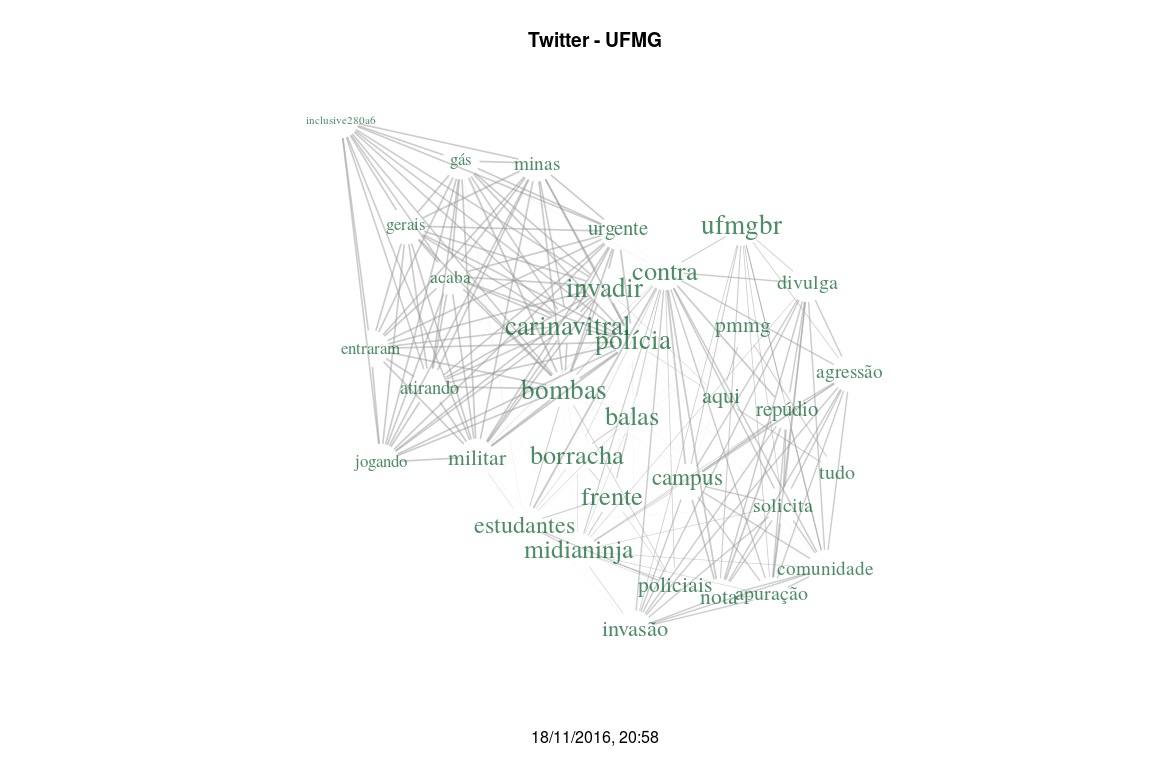 Twitter - UFMG
inclusive280a6
gás
minas
gerais
urgente
ufmgbr
contra
acaba
invadir
divulga
carinavitral
pmmg
polícia
entraram
agressão
atirando
bombas
aqui
repúdio
balas
jogando
militar
borracha
campus
tudo
frente
solicita
estudantes
midianinja
comunidade
policiais
nota
apuração
invasão
18/11/2016, 20:58